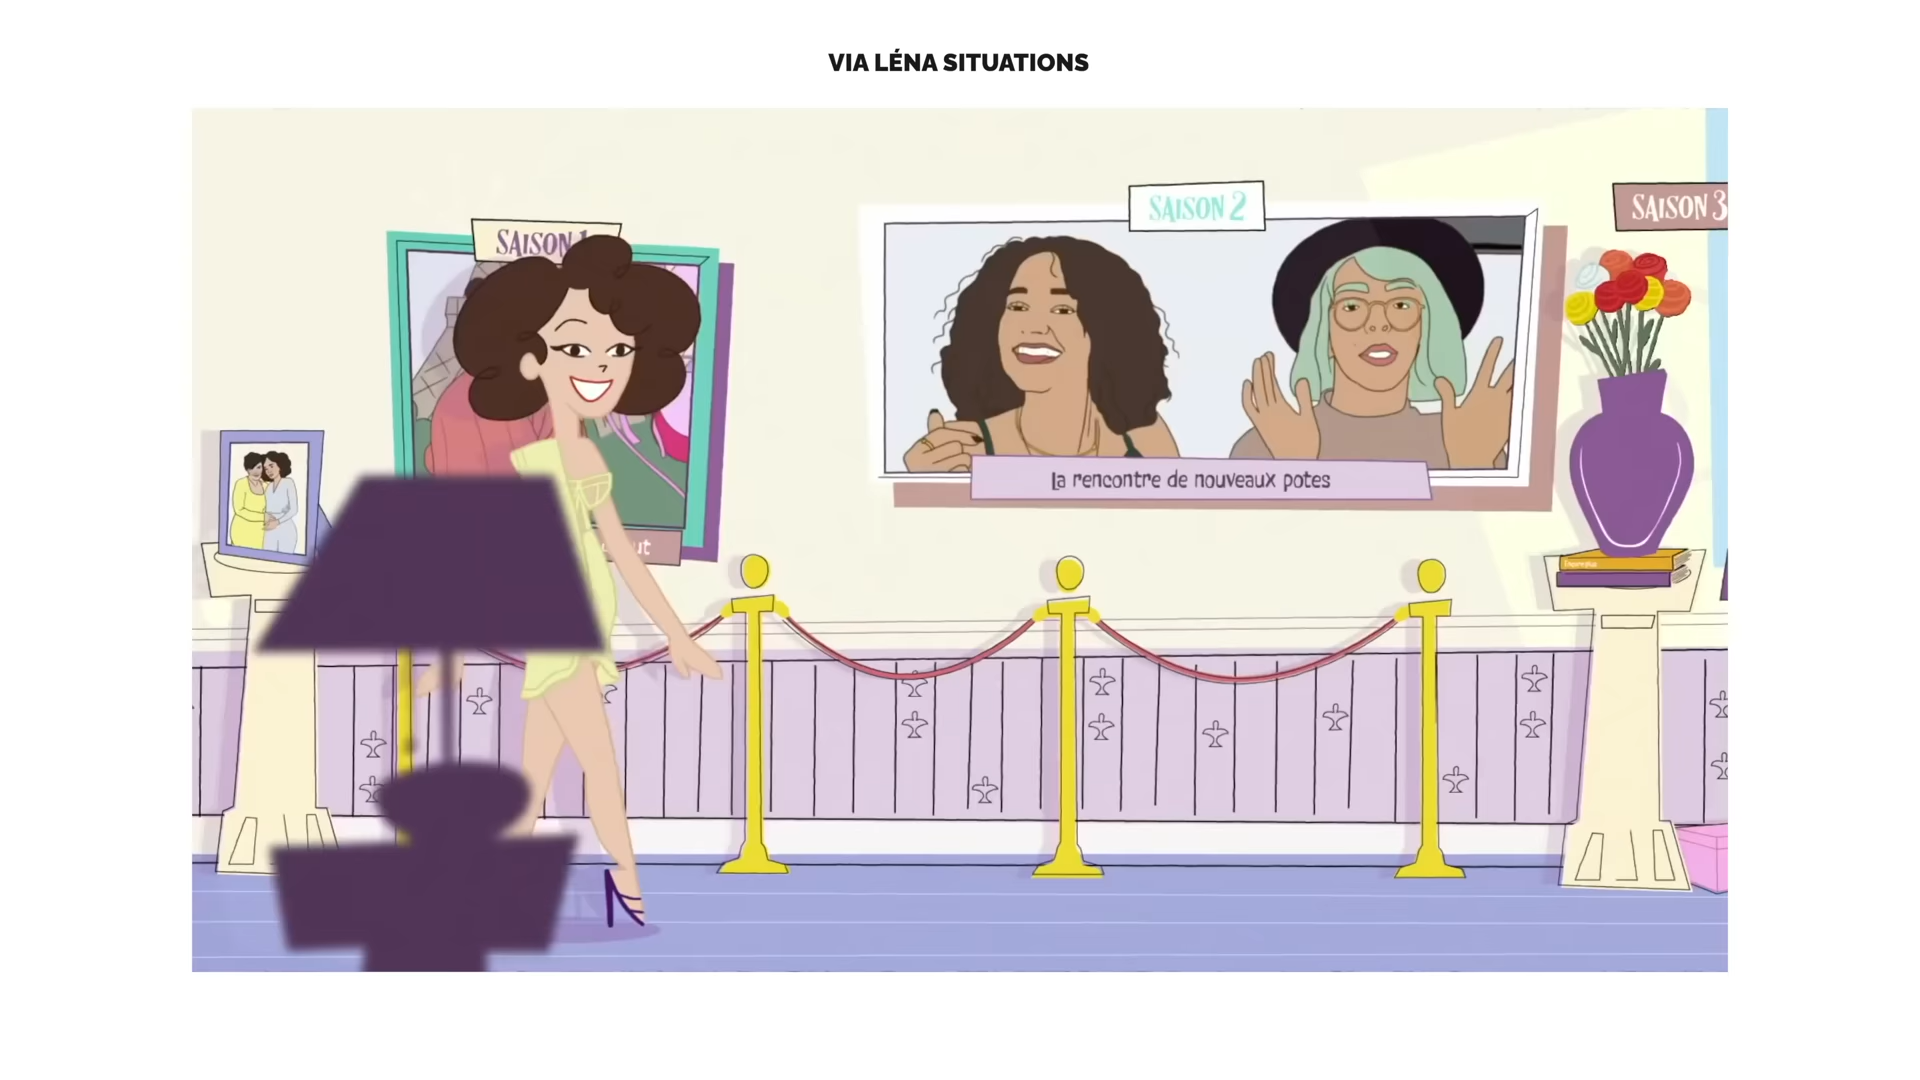 VIA LÉNA SITUATIONS
SAISON 1
SAISON 2
SAISON 3
La rencontre de nouveaux potes